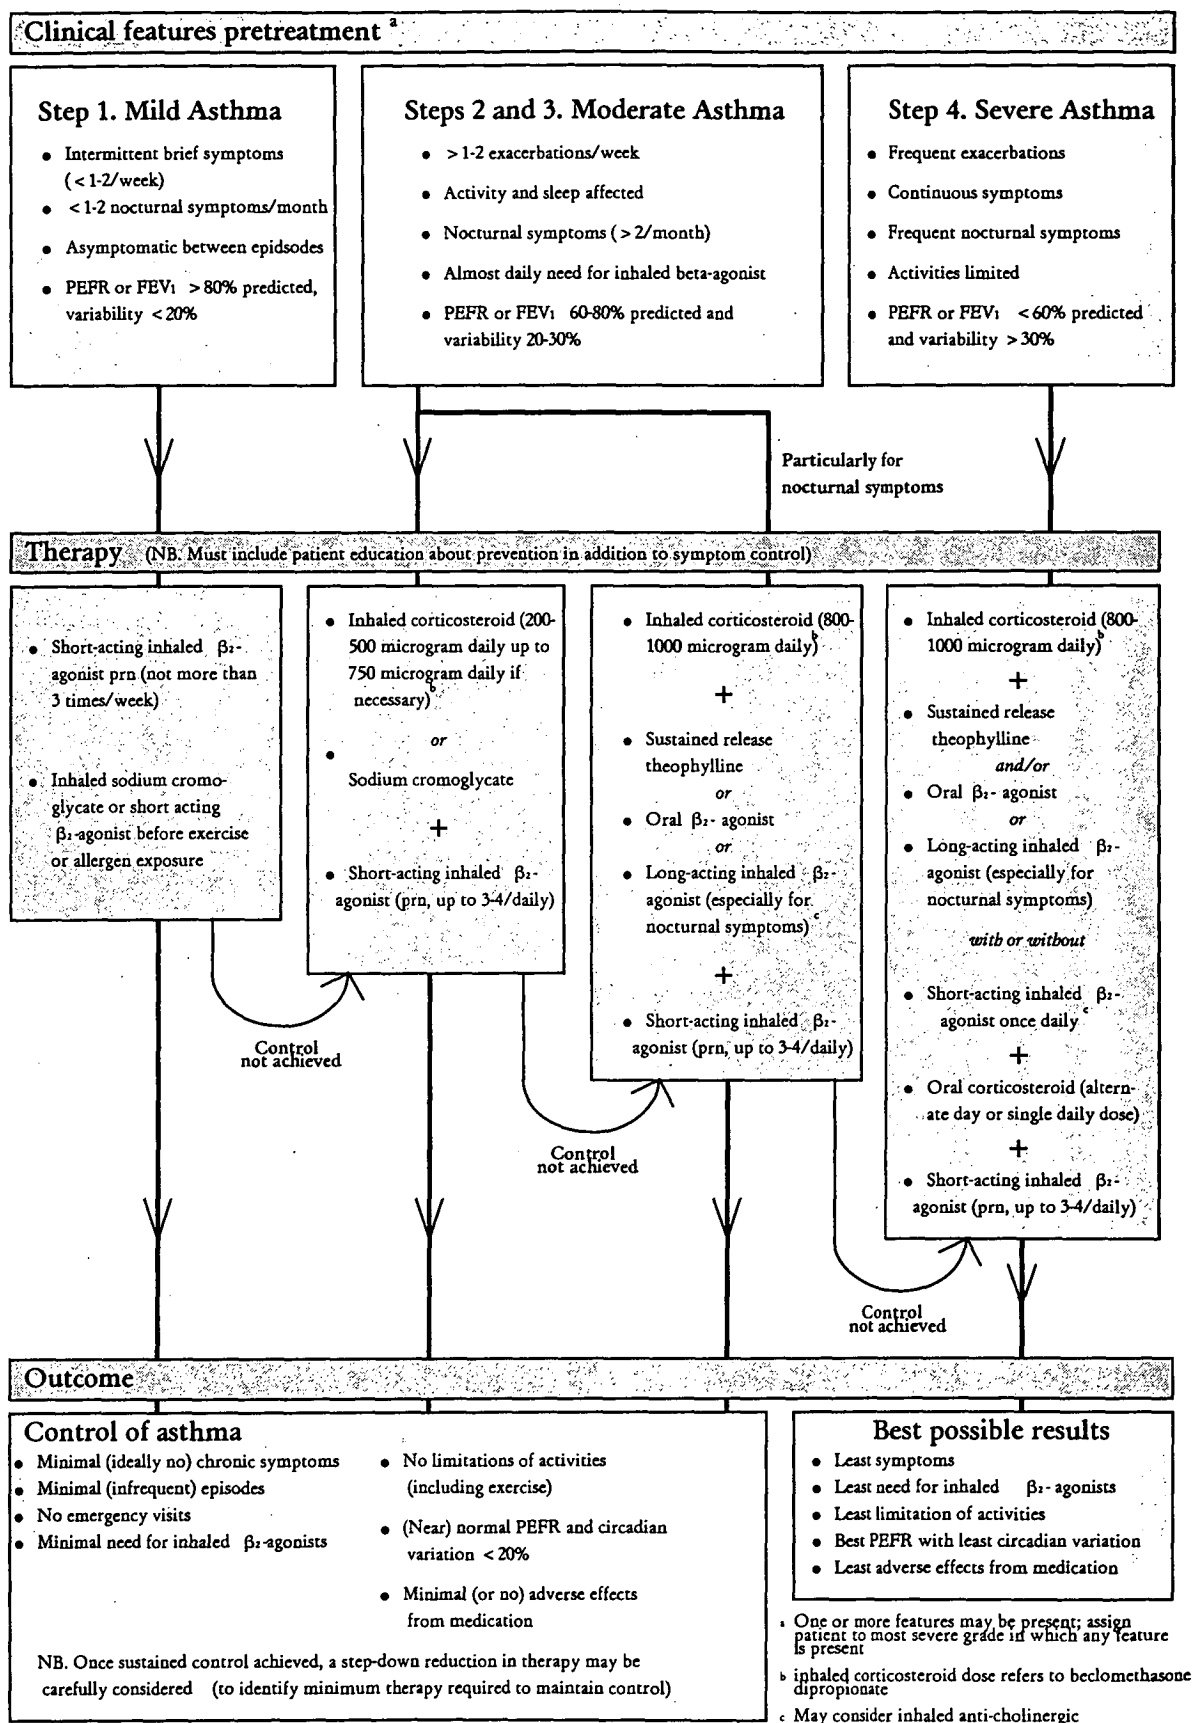 Clinical features pretreatment a
Step 1. Mild Asthma
• Intermittent brief symptoms
(< 1-2/week)
• < 1-2 nocturnal symptoms/month
• Asymptomatic between epidsodes
• PEFR or FEV1 > 80% predicted,
variability < 20%
Steps 2 and 3. Moderate Asthma
• > 1-2 exacerbations/week
• Activity and sleep affected
• Nocturnal symptoms ( > 2/month)
• Almost daily need for inhaled beta-agonist
• PEFR or FEV1 60-80% predicted and
variability 20-30%
Step 4. Severe Asthma
• Frequent exacerbations
• Continuous symptoms
• Frequent nocturnal symptoms
• Activities limited
• PEFR or FEV1 < 60% predicted
and variability > 30%
Particularly for
nocturnal symptoms
Therapy (NB. Must include patient education about prevention in addition to symptom control)
• Short-acting inhaled β2-
agonist prn (not more than
3 times/week)
• Inhaled sodium cromo-
glycate or short acting
β2-agonist before exercise
or allergen exposure
Control
not achieved
• Inhaled corticosteroid (200-
500 microgram daily up to
750 microgram daily if
necessary)b
or
•
Sodium cromoglycate
+
• Short-acting inhaled β2-
agonist (prn, up to 3-4/daily)
Control
not achieved
• Inhaled corticosteroid (800-
1000 microgram daily)b
+
• Sustained release
theophylline
or
• Oral β2- agonist
or
• Long-acting inhaled β2-
agonist (especially for
nocturnal symptoms) c
+
• Short-acting inhaled β2-
agonist (prn, up to 3-4/daily)
Control
not achieved
• Inhaled corticosteroid (800-
1000 microgram daily)b
+
• Sustained release
theophylline
and/or
• Oral β2- agonist
or
• Long-acting inhaled β2-
agonist (especially for
nocturnal symptoms)
with or without
• Short-acting inhaled β2-
agonist once daily c
+
• Oral corticosteroid (altern-
ate day or single daily dose)
+
• Short-acting inhaled β2-
agonist (prn, up to 3-4/daily)
Outcome
Control of asthma
• Minimal (ideally no) chronic symptoms
• Minimal (infrequent) episodes
• No emergency visits
• Minimal need for inhaled β2-agonists
• No limitations of activities
(including exercise)
• (Near) normal PEFR and circadian
variation < 20%
• Minimal (or no) adverse effects
from medication
NB. Once sustained control achieved, a step-down reduction in therapy may be
carefully considered (to identify minimum therapy required to maintain control)
Best possible results
• Least symptoms
• Least need for inhaled β2- agonists
• Least limitation of activities
• Best PEFR with least circadian variation
• Least adverse effects from medication
a One or more features may be present; assign
patient to most severe grade in which any feature
is present
b inhaled corticosteroid dose refers to beclomethasone
dipropionate
c May consider inhaled anti-cholinergic